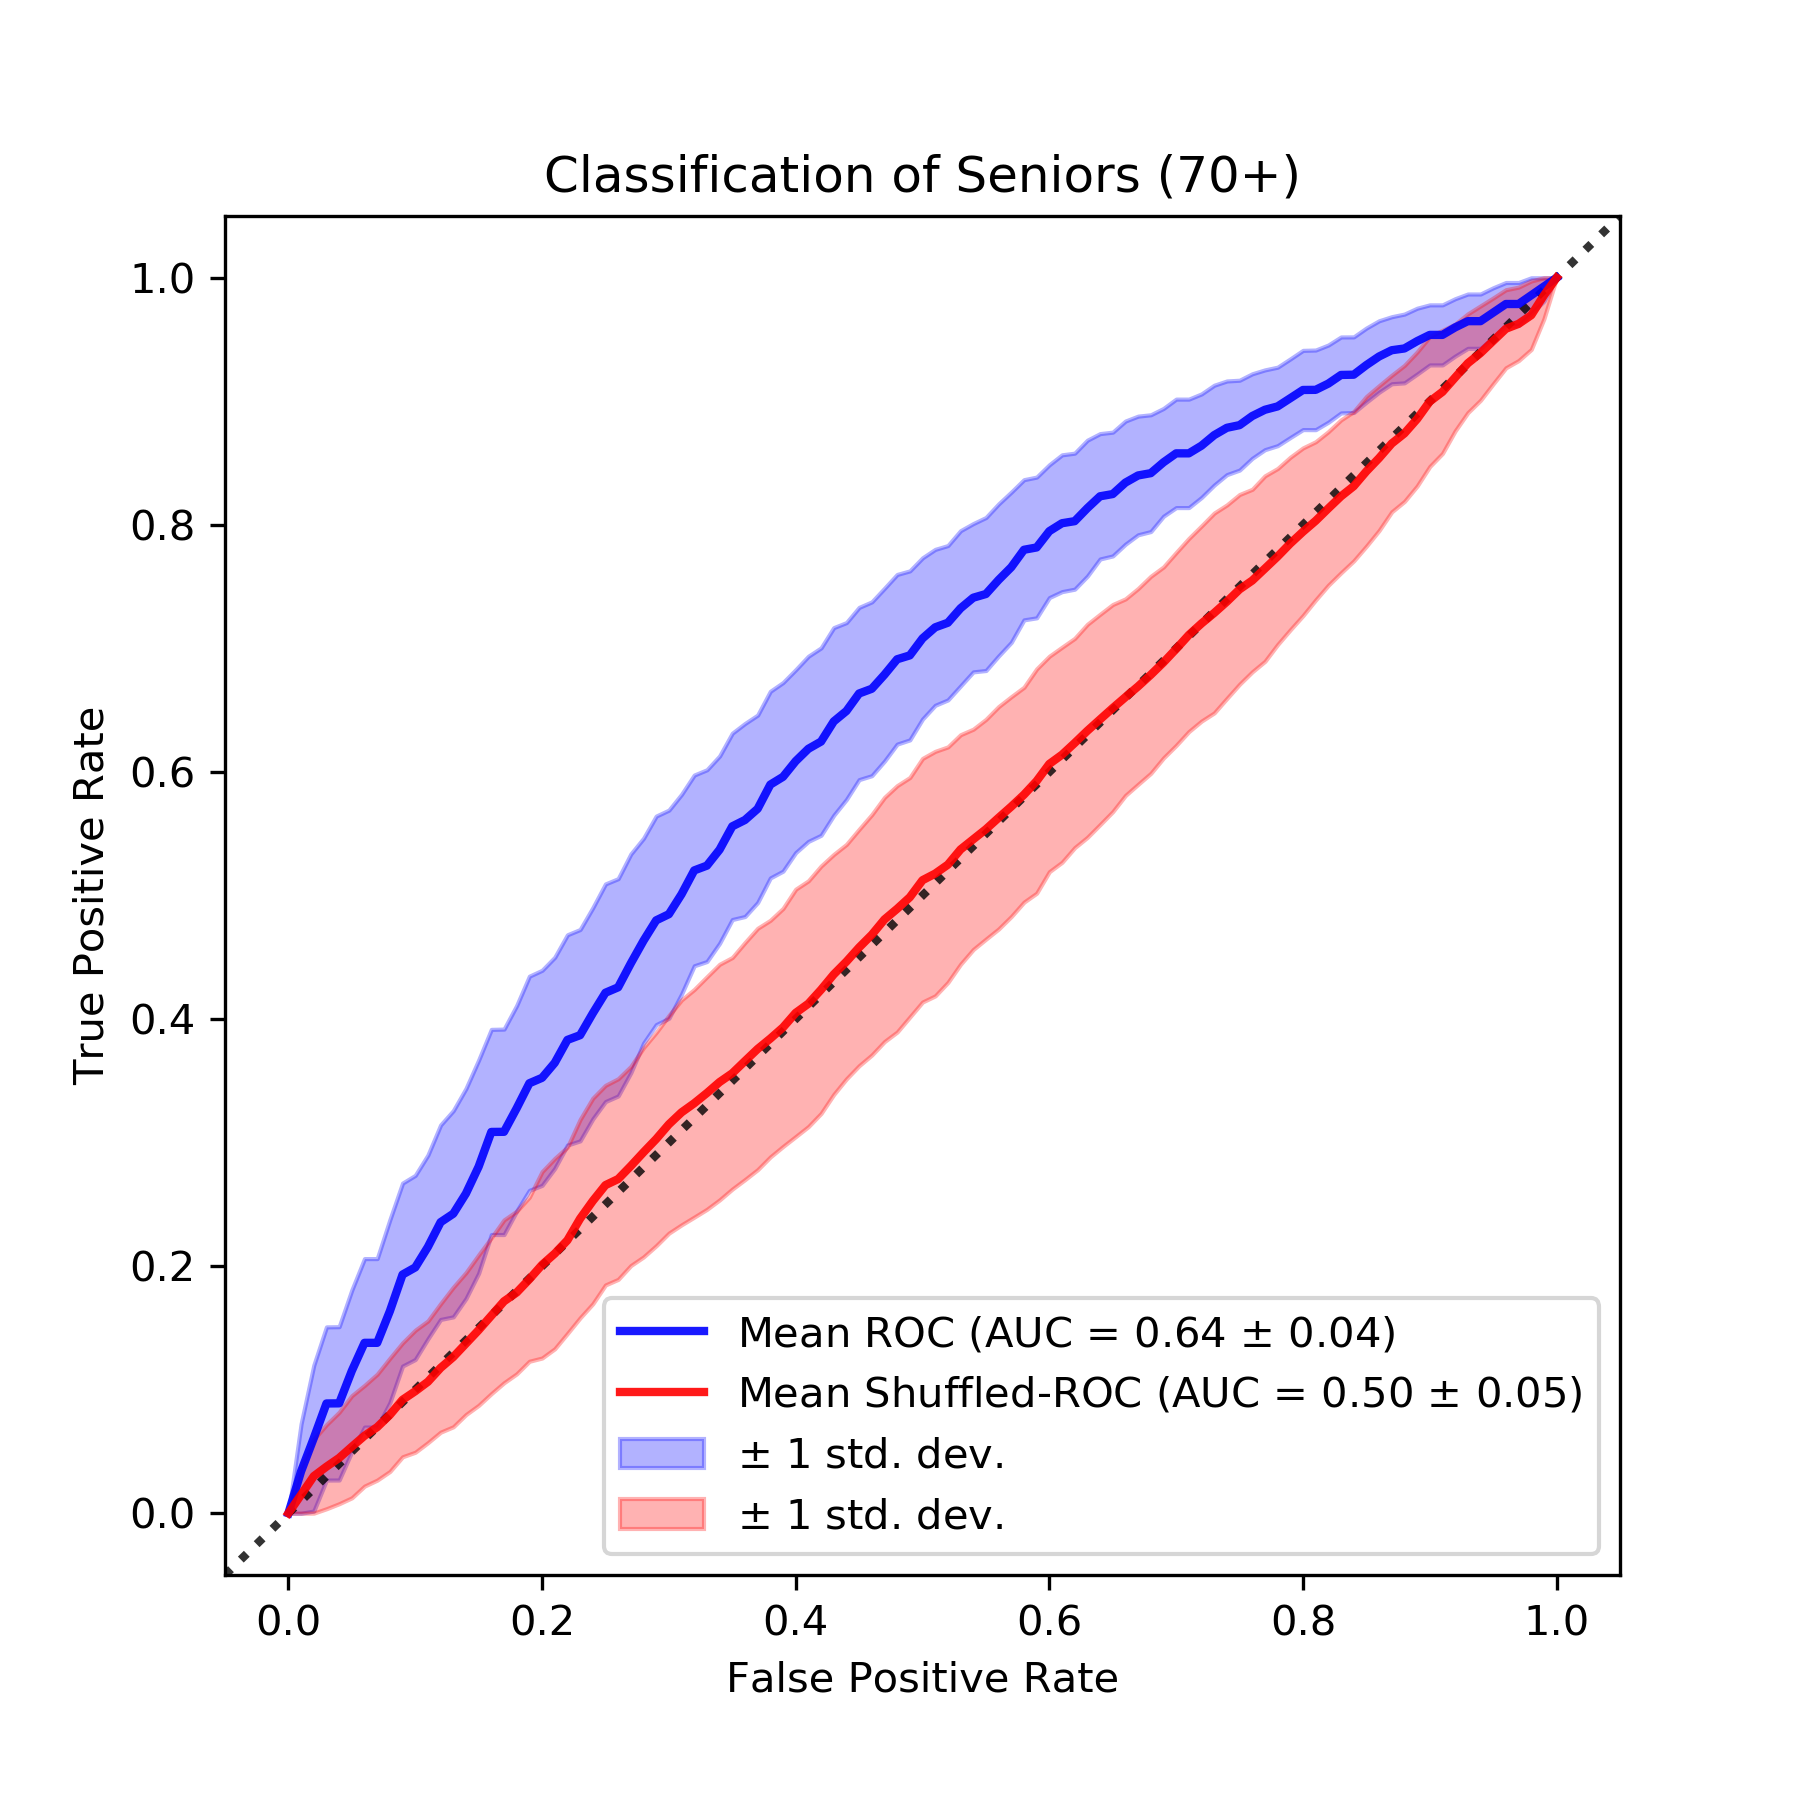 Classification of Seniors (70+)
1.0
0.8
0.6
0.4
0.2
0.0
True Positive Rate
Mean ROC (AUC = 0.64 ± 0.04)
Mean Shuffled-ROC (AUC = 0.50 ± 0.05)
± 1 std. dev.
± 1 std. dev.
0.0 0.2 0.4 0.6 0.8 1.0
False Positive Rate